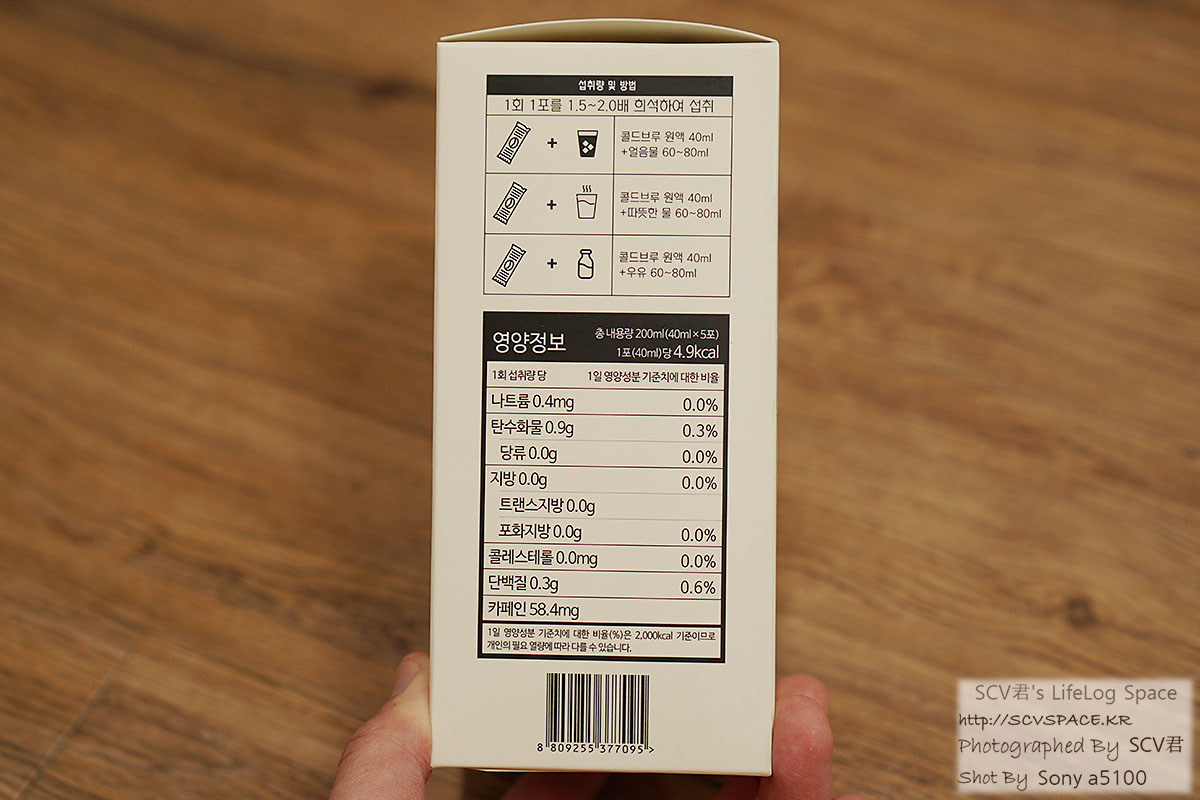 섭취량 및 방법
1회 1포를 1.5~2.0배 희석하여 섭취
+
콜드브루 원액 40ml
+얼음물 60~80ml
+
콜드브루 원액 40ml
+따뜻한 물 60~80ml
+
콜드브루 원액 40ml
+우유 60~80ml
영양정보
총 내용량 200ml(40ml×5포)
1포(40ml)당 4.9kcal
1회 섭취량 당 1일 영양성분 기준치에 대한 비율
나트륨 0.4mg 0.0%
탄수화물 0.9g 0.3%
당류 0.0g 0.0%
지방 0.0g 0.0%
트랜스지방 0.0g
포화지방 0.0g 0.0%
콜레스테롤 0.0mg 0.0%
단백질 0.3g 0.6%
카페인 58.4mg
1일 영양성분 기준치에 대한 비율(%)은 2,000kcal 기준이므로
개인의 필요 열량에 따라 다를 수 있습니다.
8 809255 377095 >
SCV君's LifeLog Space
http://SCVSPACE.KR
Photographed By SCV君
Shot By Sony a5100